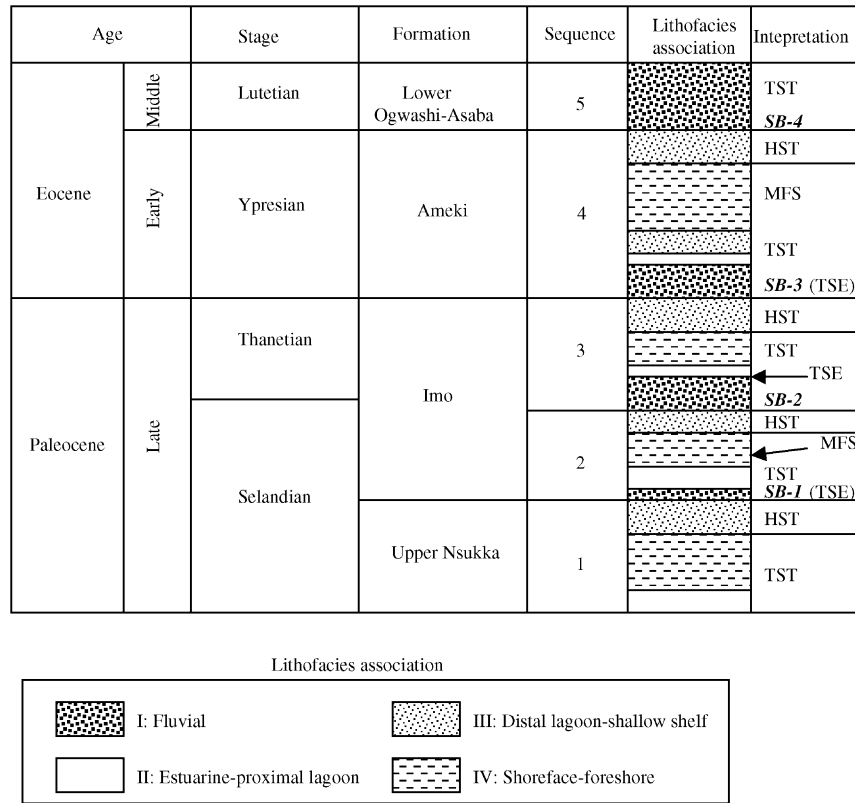 Age Stage Formation Sequence Lithofacies association Intepretation
Middle Lutetian Lower Ogwashi-Asaba 5 TST
SB-4
Eocene Early Ypresian Ameki 4 HST
MFS
TST
SB-3 (TSE)
Paleocene Late Thanetian Imo 3 HST
TST
TSE
SB-2
Selandian 2 HST
MFS
TST
SB-1 (TSE)
Upper Nsukka 1 HST
TST
Lithofacies association
I: Fluvial III: Distal lagoon-shallow shelf
II: Estuarine-proximal lagoon IV: Shoreface-foreshore